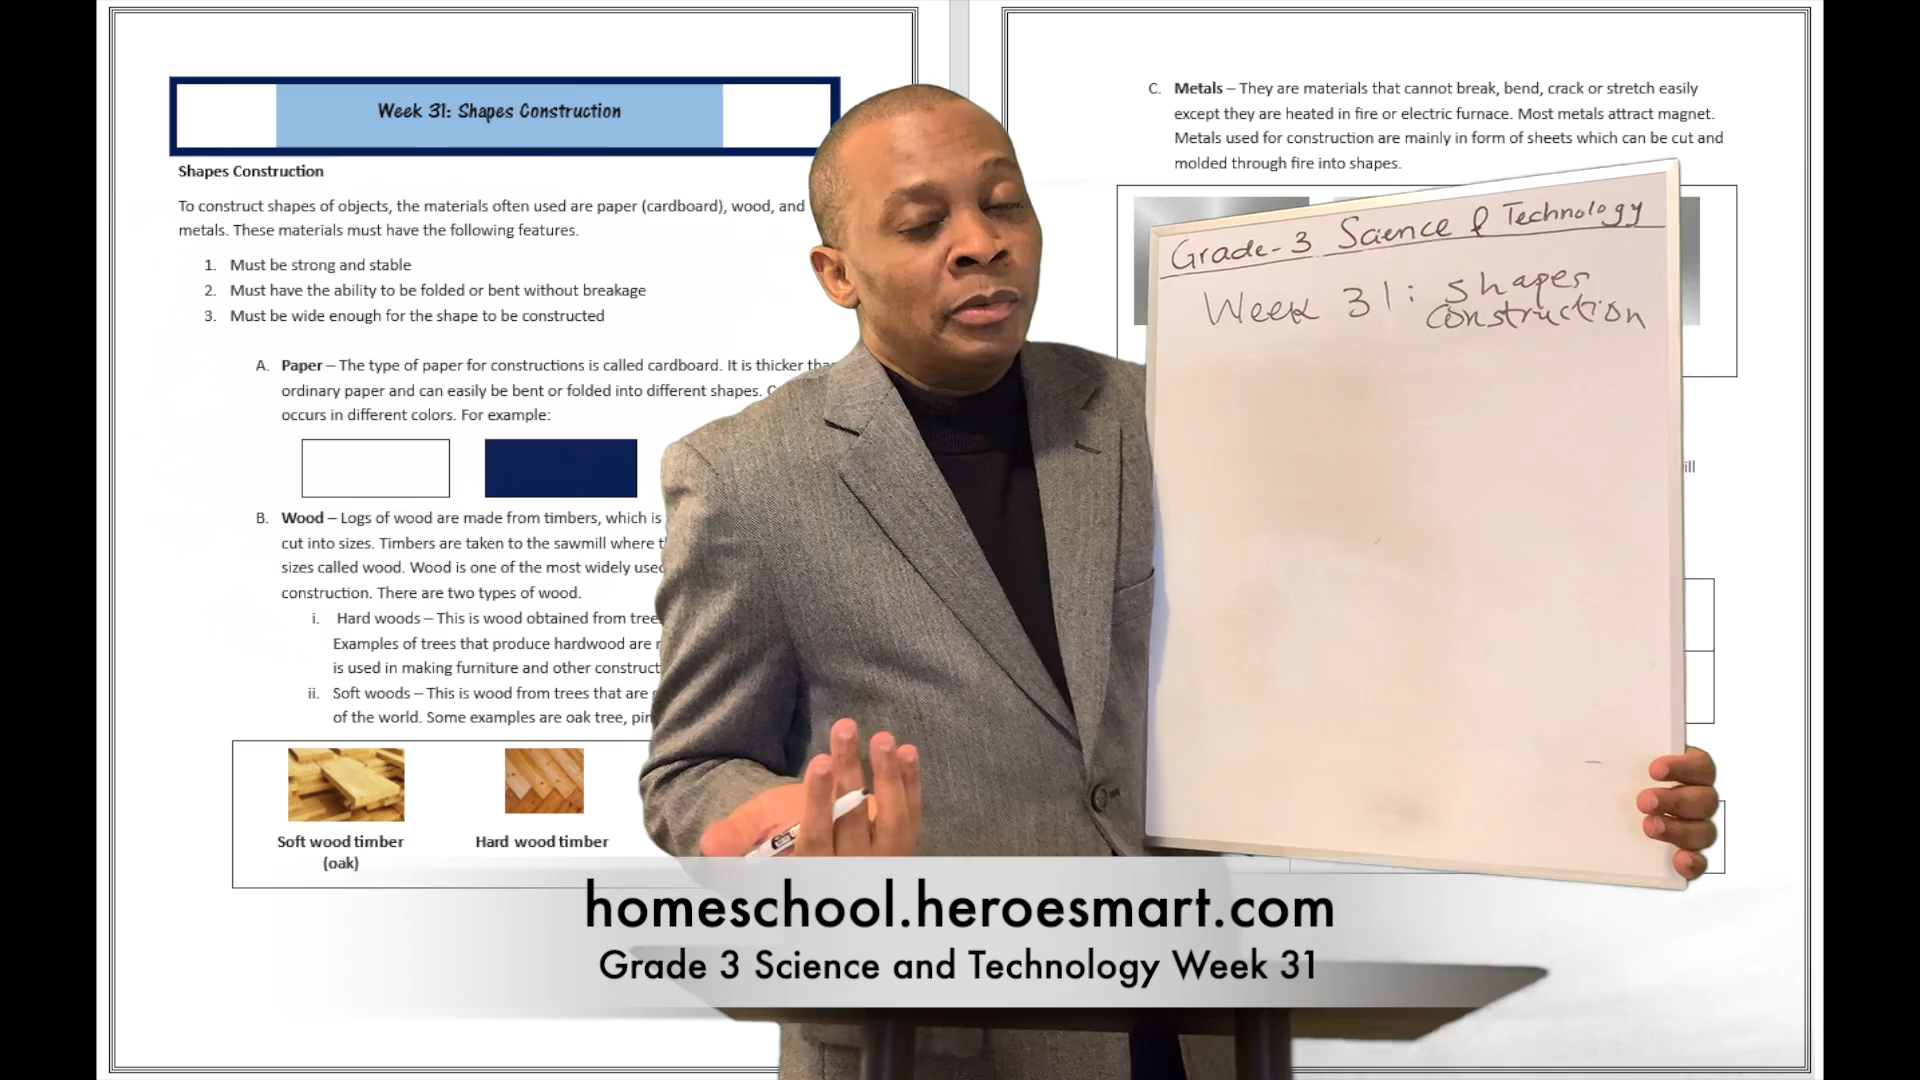 Week 31: Shapes Construction
Shapes Construction
To construct shapes of objects, the materials often used are paper (cardboard), wood, and
metals. These materials must have the following features.
1. Must be strong and stable
2. Must have the ability to be folded or bent without breakage
3. Must be wide enough for the shape to be constructed
A. Paper – The type of paper for constructions is called cardboard. It is thicker
ordinary paper and can easily be bent or folded into different shapes.
occurs in different colors. For example:
B. Wood – Logs of wood are made from timbers, which is
cut into sizes. Timbers are taken to the sawmill where
sizes called wood. Wood is one of the most widely
construction. There are two types of wood.
i. Hard woods – This is wood obtained from
Examples of trees that produce hardwood are
is used in making furniture and other
ii. Soft woods – This is wood from trees that are
of the world. Some examples are oak tree,
Soft wood timber
(oak)
Hard wood timber
C. Metals – They are materials that cannot break, bend, crack or stretch easily
except they are heated in fire or electric furnace. Most metals attract magnet.
Metals used for construction are mainly in form of sheets which can be cut and
molded through fire into shapes.
Grade-3 Science & Technology
Week 31: shapes
construction
homeschool.heroesmart.com
Grade 3 Science and Technology Week 31